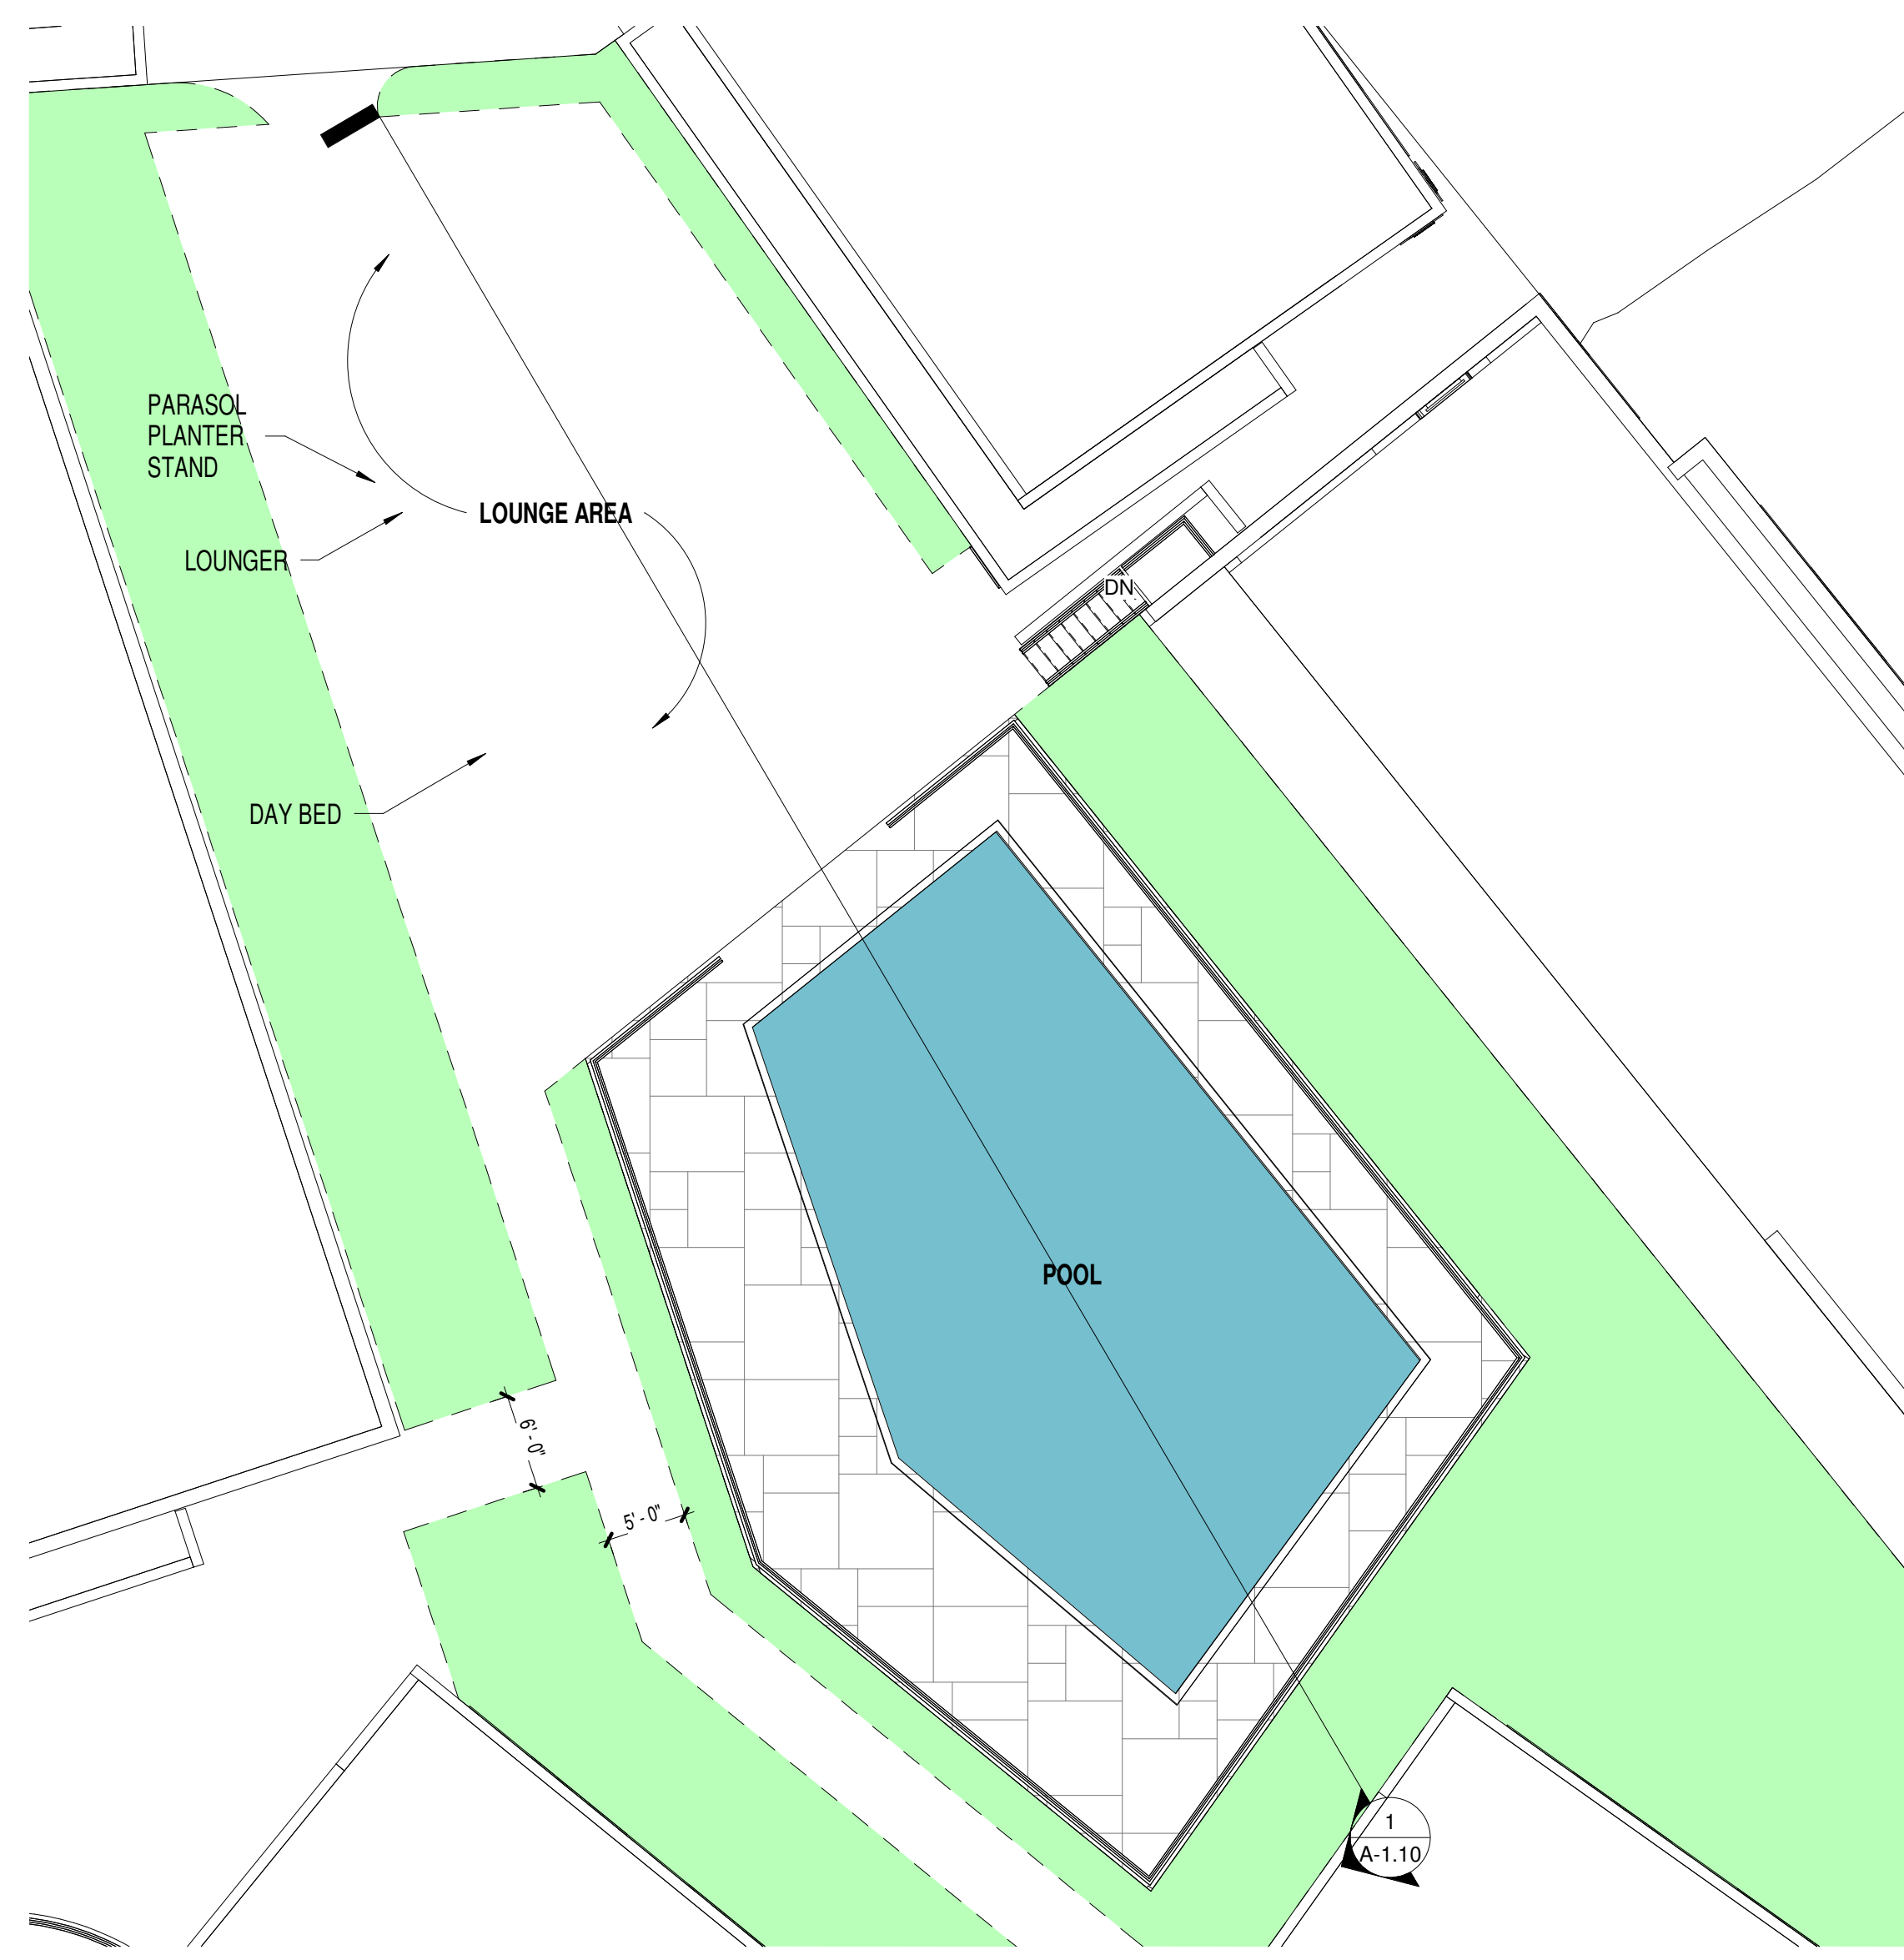 PARASOL
PLANTER
STAND
LOUNGE AREA
LOUNGER
DN
DAY BED
POOL
6' - 0"
5' - 0"
1
A-1.10